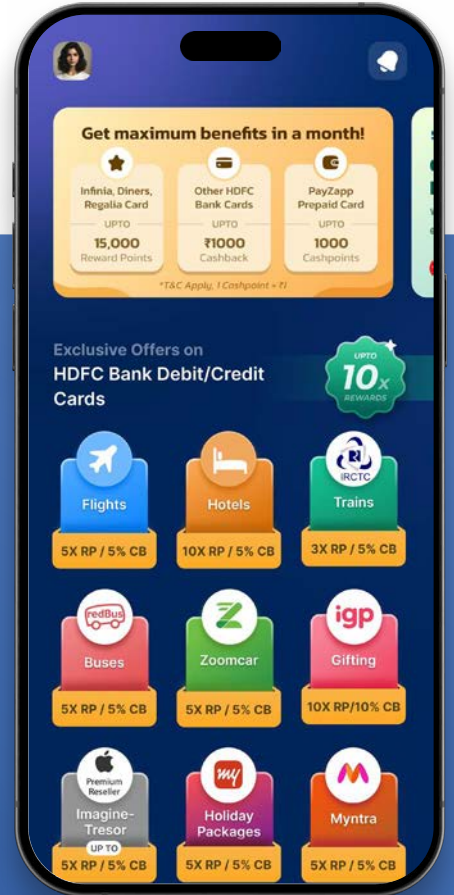 Get maximum benefits in a month!
Infinia, Diners,
Regalia Card
UPTO
15,000
Reward Points
Other HDFC
Bank Cards
UPTO
₹1000
Cashback
PayZapp
Prepaid Card
UPTO
1000
Cashpoints
*T&C Apply, 1 Cashpoint = ₹1
Exclusive Offers on
HDFC Bank Debit/Credit
Cards
UPTO
10x
REWARDS
Flights
5X RP / 5% CB
Hotels
10X RP / 5% CB
IRCTC
Trains
3X RP / 5% CB
redBus
Buses
5X RP / 5% CB
Zoomcar
5X RP / 5% CB
igp
Gifting
10X RP/10% CB
Premium
Reseller
Imagine-
Tresor
UP TO
5X RP / 5% CB
my
Holiday
Packages
5X RP / 5% CB
Myntra
5X RP / 5% CB